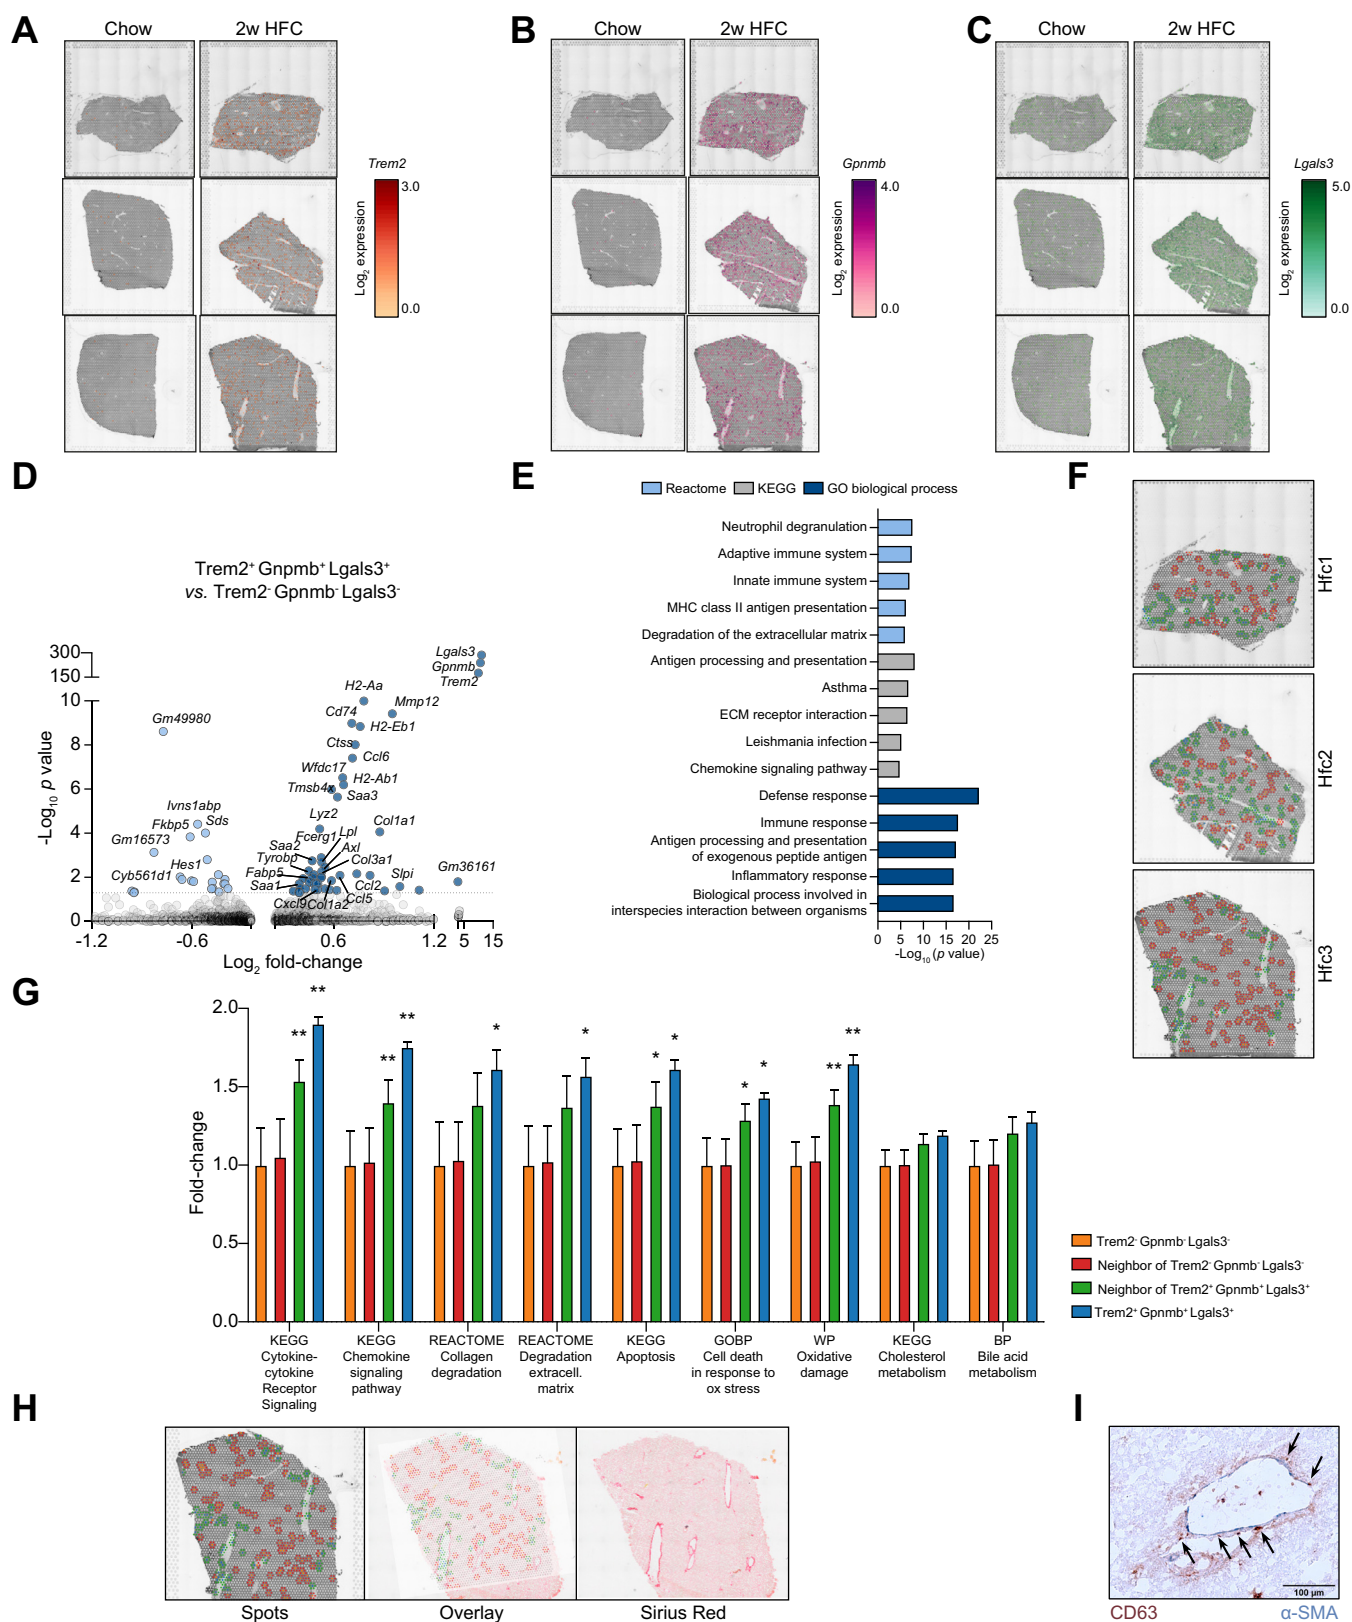 A
Chow
2w HFC
Trem2
3.0
Log2 expression
0.0
B
Chow
2w HFC
Gpnmb
4.0
Log2 expression
0.0
C
Chow
2w HFC
Lgals3
5.0
Log2 expression
0.0
D
Trem2+ Gnpmb+ Lgals3+
vs. Trem2- Gpnmb- Lgals3-
-Log10 p value
300
150
10
8
6
4
2
0
Lgals3
Gpnmb
Trem2
H2-Aa
Mmp12
Cd74
H2-Eb1
Gm49980
Ctss
Ccl6
Wfdc17
H2-Ab1
Tmsb4x
Saa3
Ivns1abp
Lyz2
Col1a1
Fkbp5
Sds
Fcerg1
Lpl
Saa2
Axl
Gm16573
Tyrobp
Col3a1
Hes1
Fabp5
Slpi
Gm36161
Cyb561d1
Saa1
Ccl2
Ccl5
Cxcl9
Col1a2
-1.2
-0.6
0.6
1.2
5
15
Log2 fold-change
E
Reactome
KEGG
GO biological process
Neutrophil degranulation
Adaptive immune system
Innate immune system
MHC class II antigen presentation
Degradation of the extracellular matrix
Antigen processing and presentation
Asthma
ECM receptor interaction
Leishmania infection
Chemokine signaling pathway
Defense response
Immune response
Antigen processing and presentation
of exogenous peptide antigen
Inflammatory response
Biological process involved in
interspecies interaction between organisms
0 5 10 15 20 25
-Log10 (p value)
F
Hfc1
Hfc2
Hfc3
G
Fold-change
2.0
1.5
1.0
0.5
0.0
** **
** **
*
*
* *
* *
** **
KEGG
Cytokine-
cytokine
Receptor
Signaling
KEGG
Chemokine
signaling
pathway
REACTOME
Collagen
degradation
REACTOME
Degradation
extracell.
matrix
KEGG
Apoptosis
GOBP
Cell death
in response to
ox stress
WP
Oxidative
damage
KEGG
Cholesterol
metabolism
BP
Bile acid
metabolism
Trem2- Gpnmb- Lgals3-
Neighbor of Trem2- Gpnmb- Lgals3-
Neighbor of Trem2+ Gpnmb+ Lgals3+
Trem2+ Gpnmb+ Lgals3+
H
Spots
Overlay
Sirius Red
I
100 µm
CD63
α-SMA